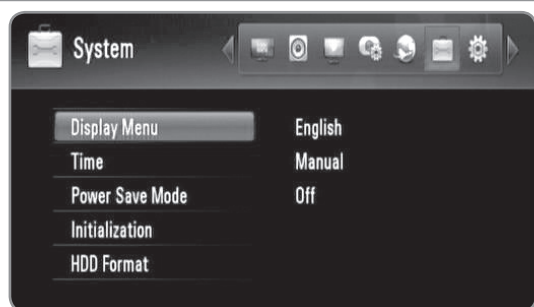 System
Display Menu English
Time Manual
Power Save Mode Off
Initialization
HDD Format